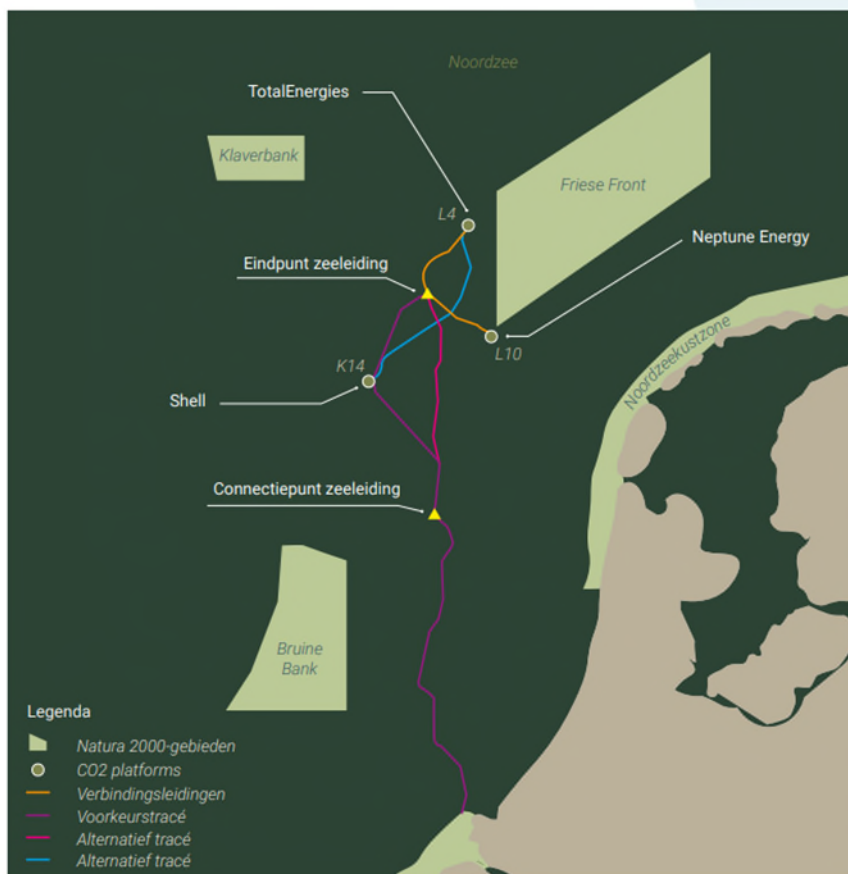 Noordzee
TotalEnergies
Klaverbank
Friese Front
L4
Neptune Energy
Eindpunt zeeleiding
Noordzeekustzone
L10
K14
Shell
Connectiepunt zeeleiding
Bruine
Bank
Legenda
Natura 2000-gebieden
CO2 platforms
Verbindingsleidingen
Voorkeurstracé
Alternatief tracé
Alternatief tracé